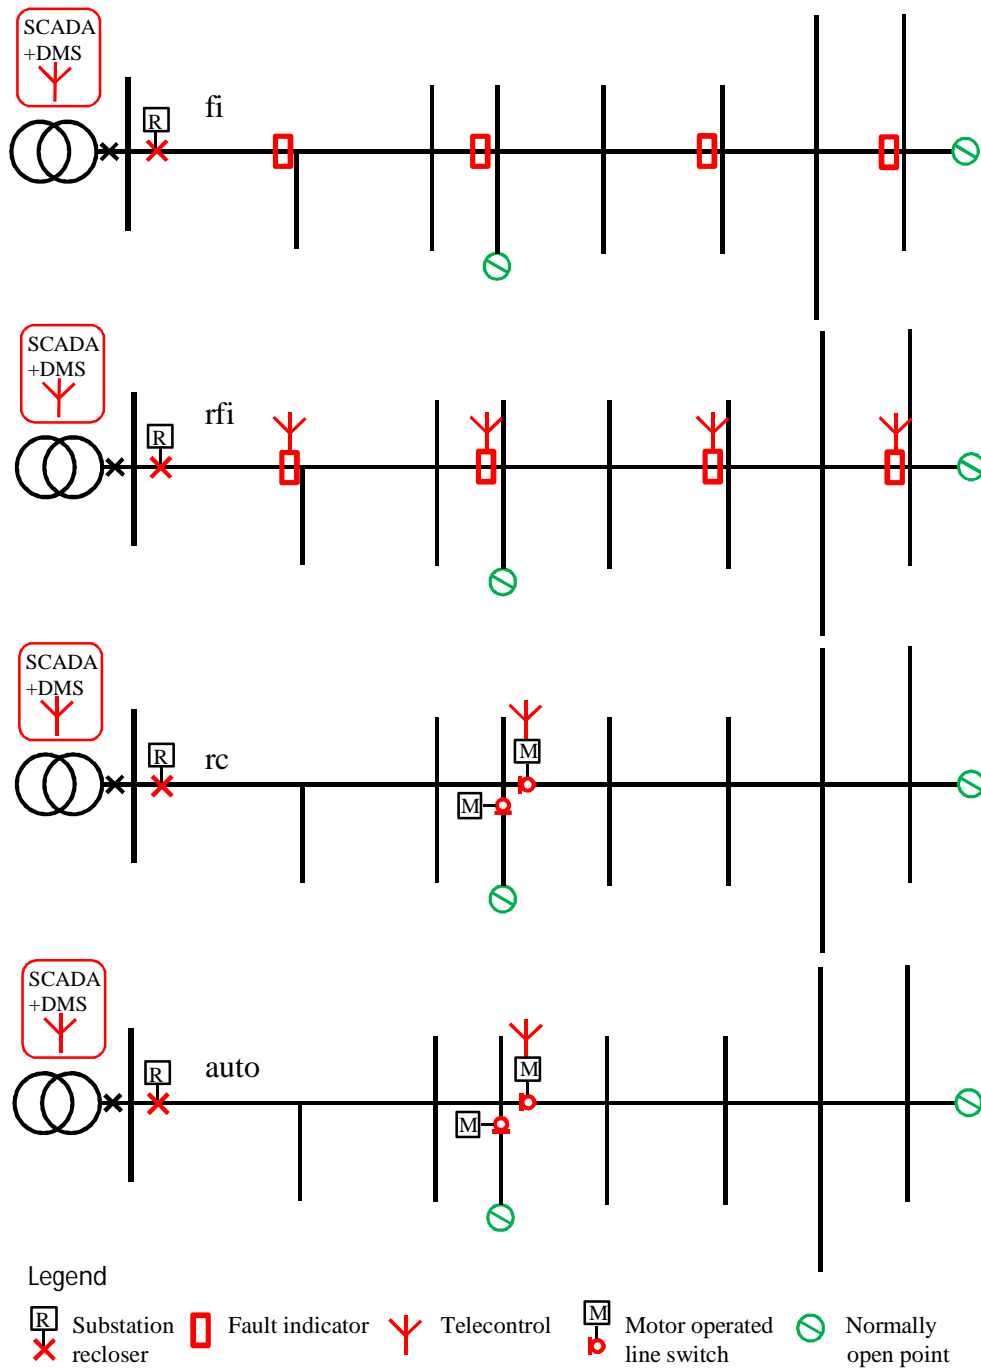 SCADA
+DMS
R
fi
SCADA
+DMS
R
rfi
SCADA
+DMS
R
rc
M
M
SCADA
+DMS
R
auto
M
M
Legend
R
Substation
recloser
Fault indicator
Telecontrol
M
Motor operated
line switch
Normally
open point